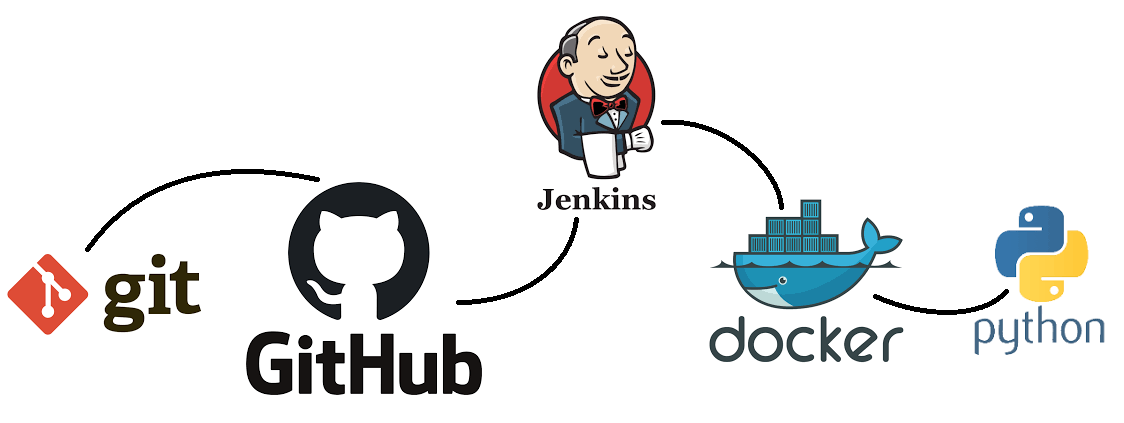 git
GitHub
Jenkins
docker
python